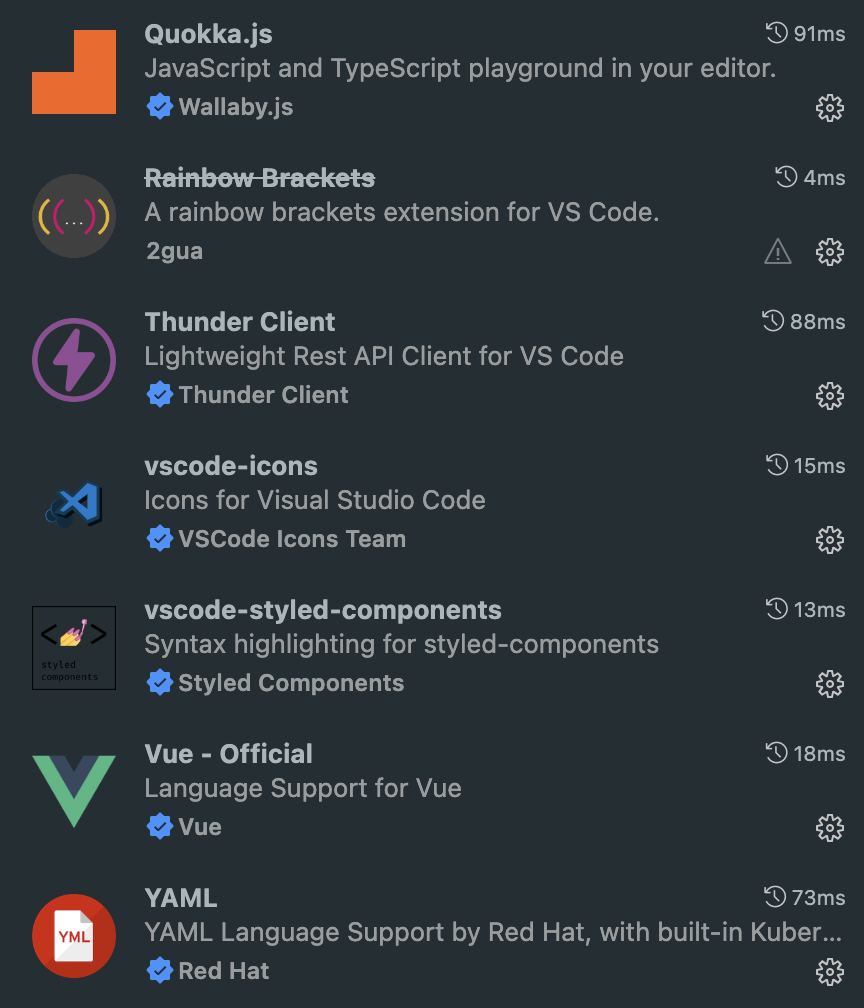 Quokka.js 91ms
JavaScript and TypeScript playground in your editor.
Wallaby.js
Rainbow Brackets 4ms
(...)
A rainbow brackets extension for VS Code.
2gua
Thunder Client 88ms
Lightweight Rest API Client for VS Code
Thunder Client
vscode-icons 15ms
Icons for Visual Studio Code
VSCode Icons Team
vscode-styled-components 13ms
< >
Syntax highlighting for styled-components
styled
components
Styled Components
Vue - Official 18ms
Language Support for Vue
Vue
YAML 73ms
YAML Language Support by Red Hat, with built-in Kuber...
YML
Red Hat